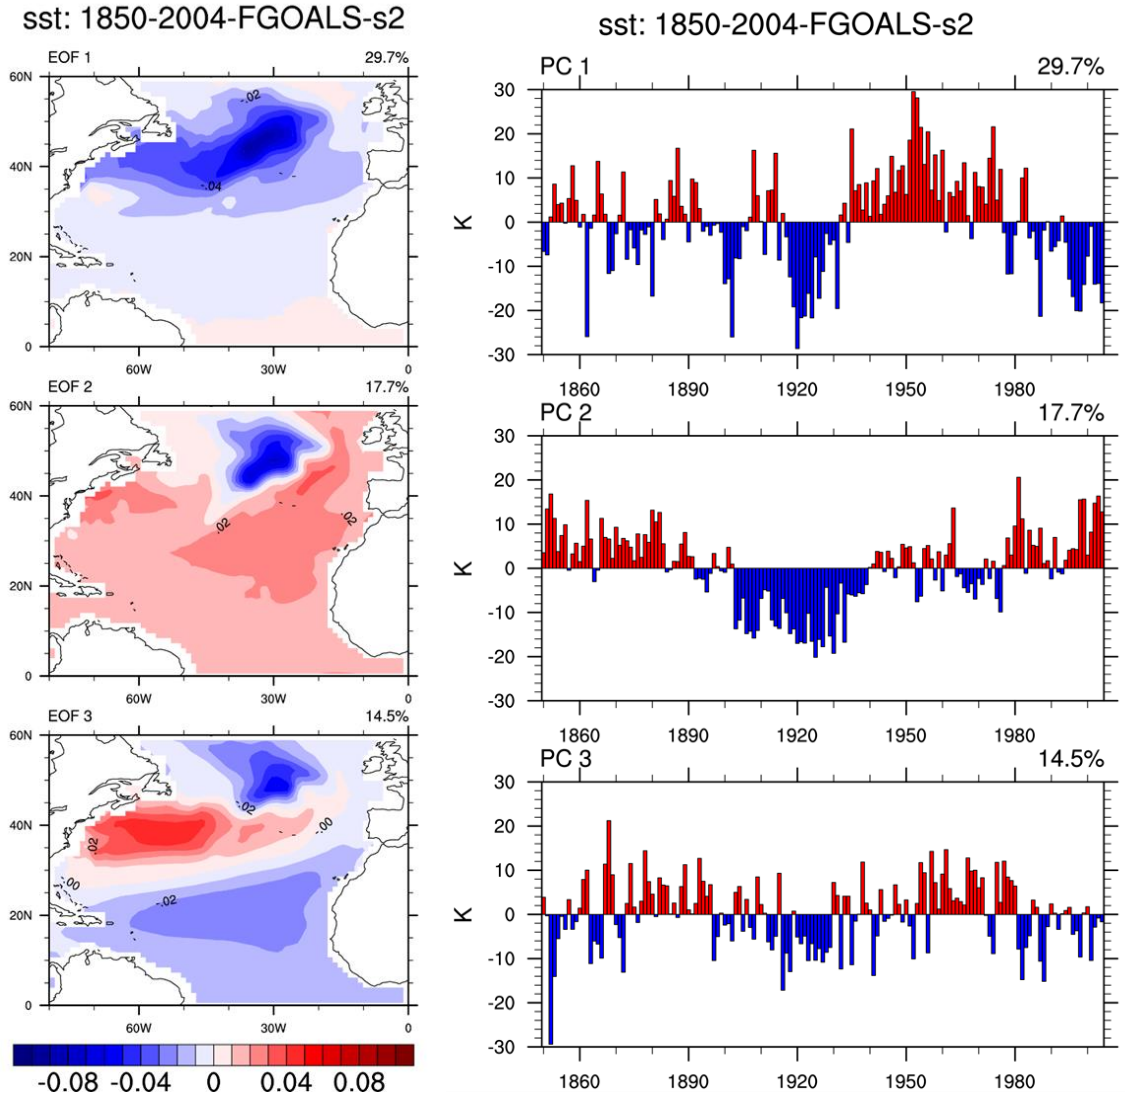 sst: 1850-2004-FGOALS-s2
EOF 1 29.7%
60N
-.02
40N
-.04
20N
0
60W 30W 0
EOF 2 17.7%
60N
40N
.02
.02
20N
0
60W 30W 0
EOF 3 14.5%
60N
-.02
40N
.02
-.00
-.00
-.02
20N
0
60W 30W 0
-0.08 -0.04 0 0.04 0.08
sst: 1850-2004-FGOALS-s2
PC 1 29.7%
30
20
10
0
-10
-20
-30
K
1860 1890 1920 1950 1980
PC 2 17.7%
30
20
10
0
-10
-20
-30
K
1860 1890 1920 1950 1980
PC 3 14.5%
30
20
10
0
-10
-20
-30
K
1860 1890 1920 1950 1980